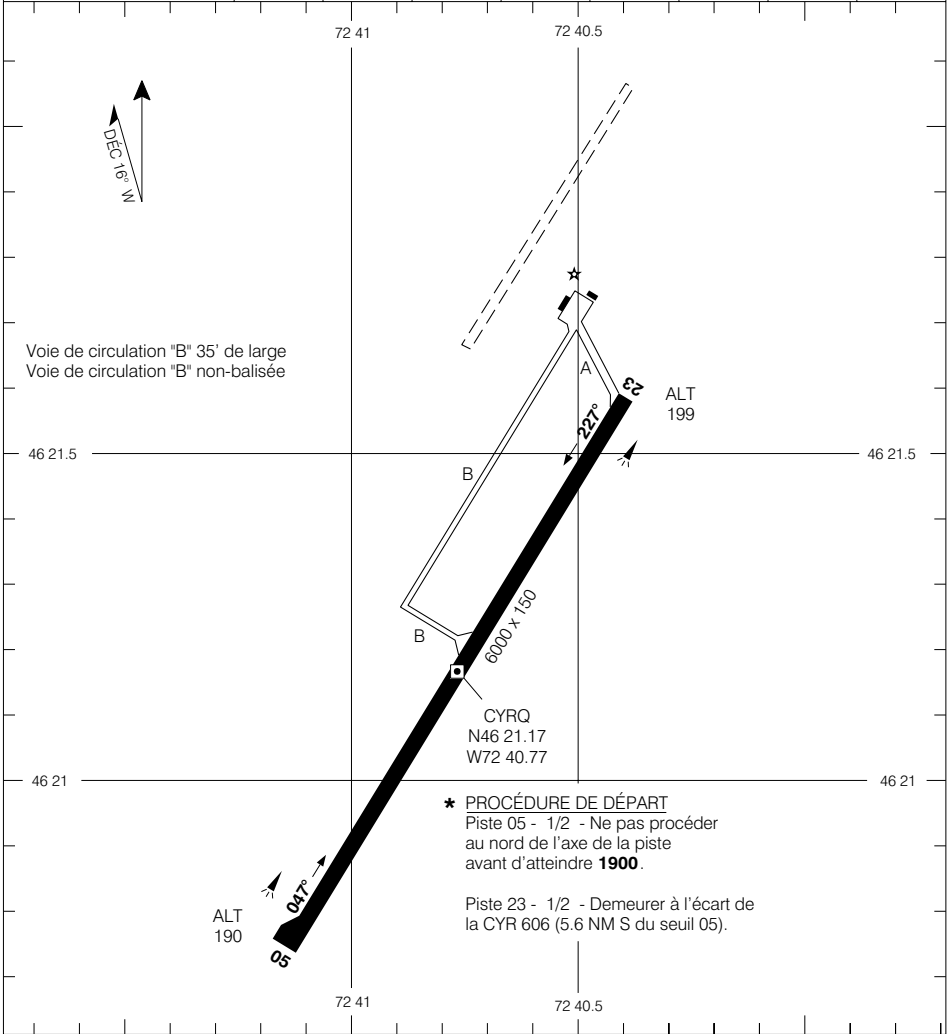 72 41
72 40.5
DÉC 16° W
Voie de circulation "B" 35' de large
Voie de circulation "B" non-balisée
A
23
ALT
199
227°
46 21.5
46 21.5
B
B
6000 x 150
CYRQ
N46 21.17
W72 40.77
46 21
46 21
* PROCÉDURE DE DÉPART
Piste 05 - 1/2 - Ne pas procéder
au nord de l'axe de la piste
avant d'atteindre 1900.
Piste 23 - 1/2 - Demeurer à l'écart de
la CYR 606 (5.6 NM S du seuil 05).
047°
ALT
190
05
72 41
72 40.5